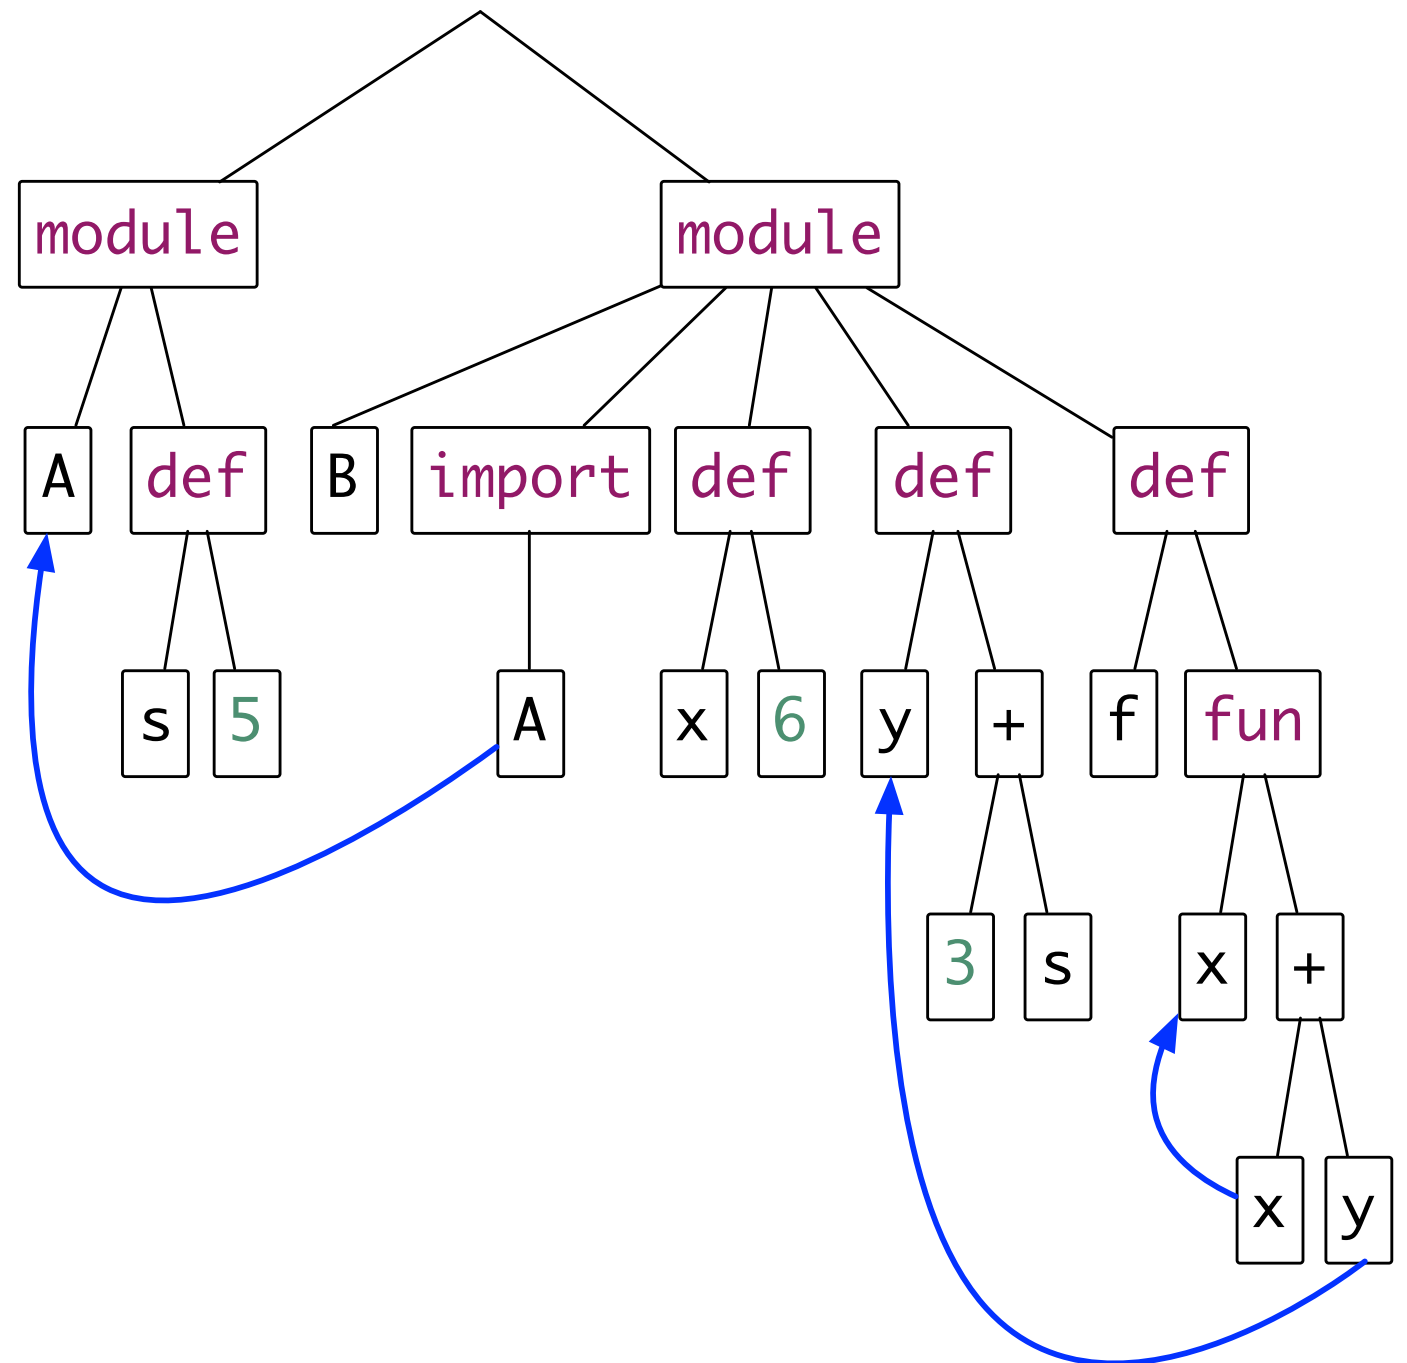 module module
A def B import def def def
s 5 A x 6 y + f fun
3 s x +
x y